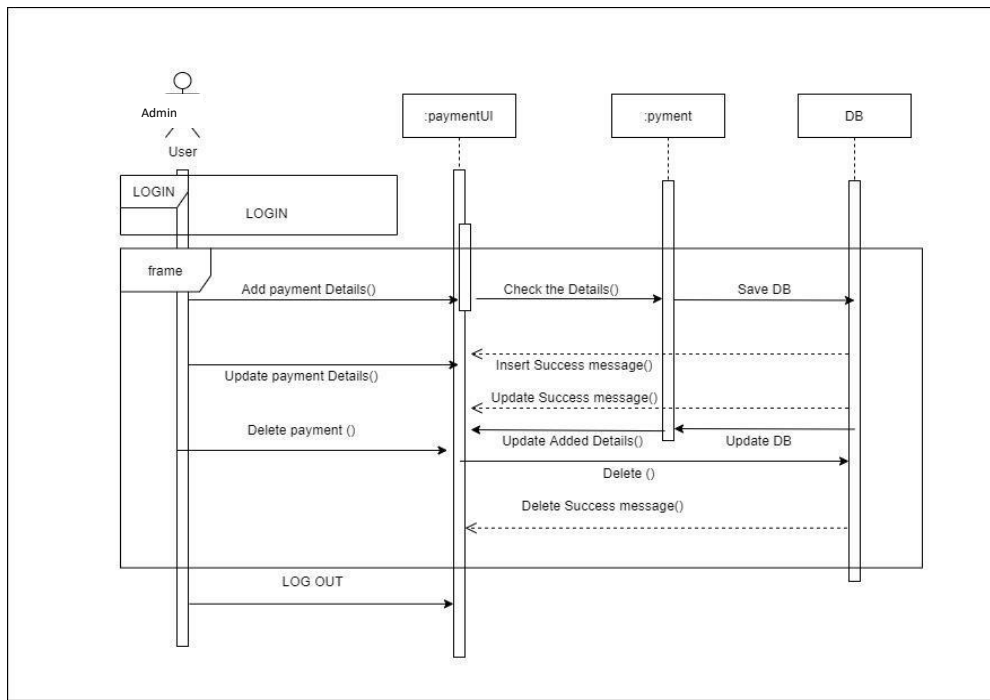 Admin
User
:paymentUI
:pyment
DB
LOGIN
LOGIN
frame
Add payment Details()
Check the Details()
Save DB
Insert Success message()
Update payment Details()
Update Success message()
Delete payment ()
Update Added Details()
Update DB
Delete ()
Delete Success message()
LOG OUT